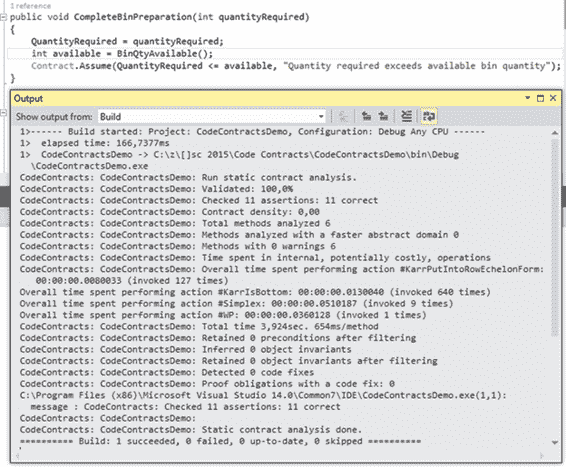 1 reference
public void CompleteBinPreparation(int quantityRequired)
{
QuantityRequired = quantityRequired;
int available = BinQtyAvailable();
Contract.Assume(QuantityRequired <= available, "Quantity required exceeds available bin quantity");
}
Output
Show output from: Build
1>------ Build started: Project: CodeContractsDemo, Configuration: Debug Any CPU ------
1>  elapsed time: 166,7377ms
1>  CodeContractsDemo -> C:\z\[]sc 2015\Code Contracts\CodeContractsDemo\bin\Debug
\CodeContractsDemo.exe
CodeContracts: CodeContractsDemo: Run static contract analysis.
CodeContracts: CodeContractsDemo: Validated: 100,0%
CodeContracts: CodeContractsDemo: Checked 11 assertions: 11 correct
CodeContracts: CodeContractsDemo: Contract density: 0,00
CodeContracts: CodeContractsDemo: Total methods analyzed 6
CodeContracts: CodeContractsDemo: Methods analyzed with a faster abstract domain 0
CodeContracts: CodeContractsDemo: Methods with 0 warnings 6
CodeContracts: CodeContractsDemo: Time spent in internal, potentially costly, operations
CodeContracts: CodeContractsDemo: Overall time spent performing action #KarrPutIntoRowEchelonForm:
00:00:00.0080033 (invoked 127 times)
Overall time spent performing action #KarrIsBottom: 00:00:00.0130040 (invoked 640 times)
Overall time spent performing action #Simplex: 00:00:00.0510187 (invoked 9 times)
Overall time spent performing action #WP: 00:00:00.0360128 (invoked 1 times)
CodeContracts: CodeContractsDemo: Total time 3,924sec. 654ms/method
CodeContracts: CodeContractsDemo: Retained 0 preconditions after filtering
CodeContracts: CodeContractsDemo: Inferred 0 object invariants
CodeContracts: CodeContractsDemo: Retained 0 object invariants after filtering
CodeContracts: CodeContractsDemo: Detected 0 code fixes
CodeContracts: CodeContractsDemo: Proof obligations with a code fix: 0
C:\Program Files (x86)\Microsoft Visual Studio 14.0\Common7\IDE\CodeContractsDemo.exe(1,1):
message : CodeContracts: Checked 11 assertions: 11 correct
CodeContracts: CodeContractsDemo:
CodeContracts: CodeContractsDemo: Static contract analysis done.
========== Build: 1 succeeded, 0 failed, 0 up-to-date, 0 skipped ==========